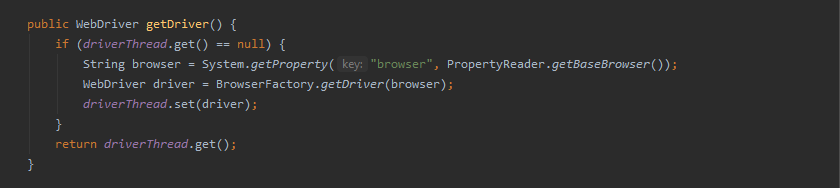 public WebDriver getDriver() {
if (driverThread.get() == null) {
String browser = System.getProperty( key: "browser", PropertyReader.getBaseBrowser());
WebDriver driver = BrowserFactory.getDriver(browser);
driverThread.set(driver);
}
return driverThread.get();
}